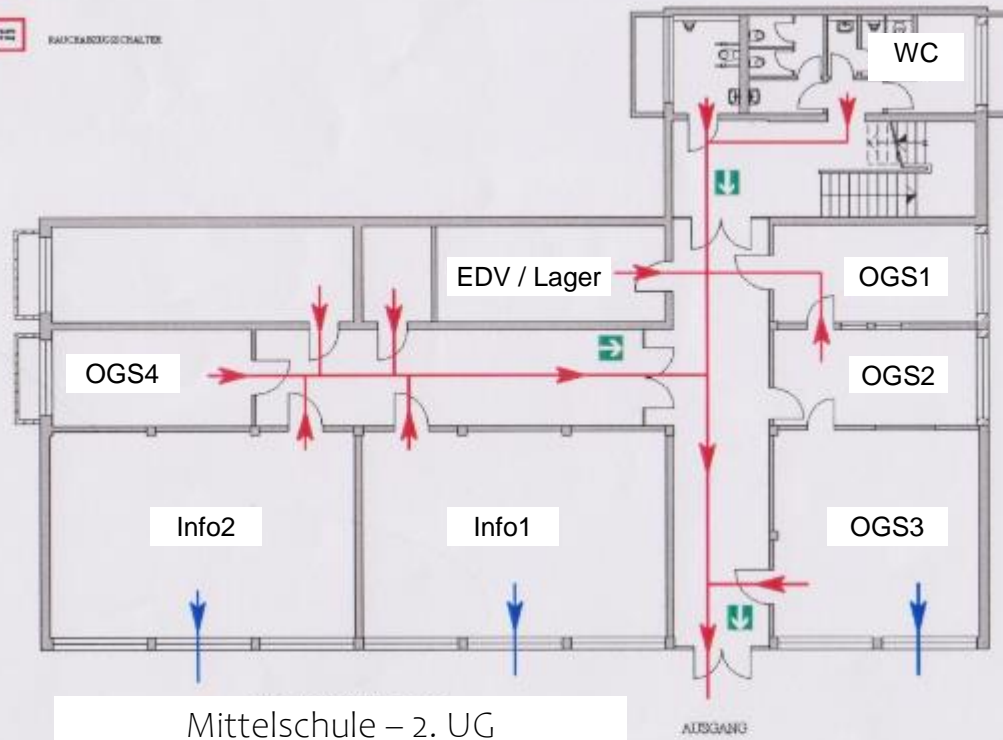 RAUCHABZUGSSCHALTER
WC
EDV / Lager
OGS1
OGS4
OGS2
Info2
Info1
OGS3
Mittelschule – 2. UG
AUSGANG